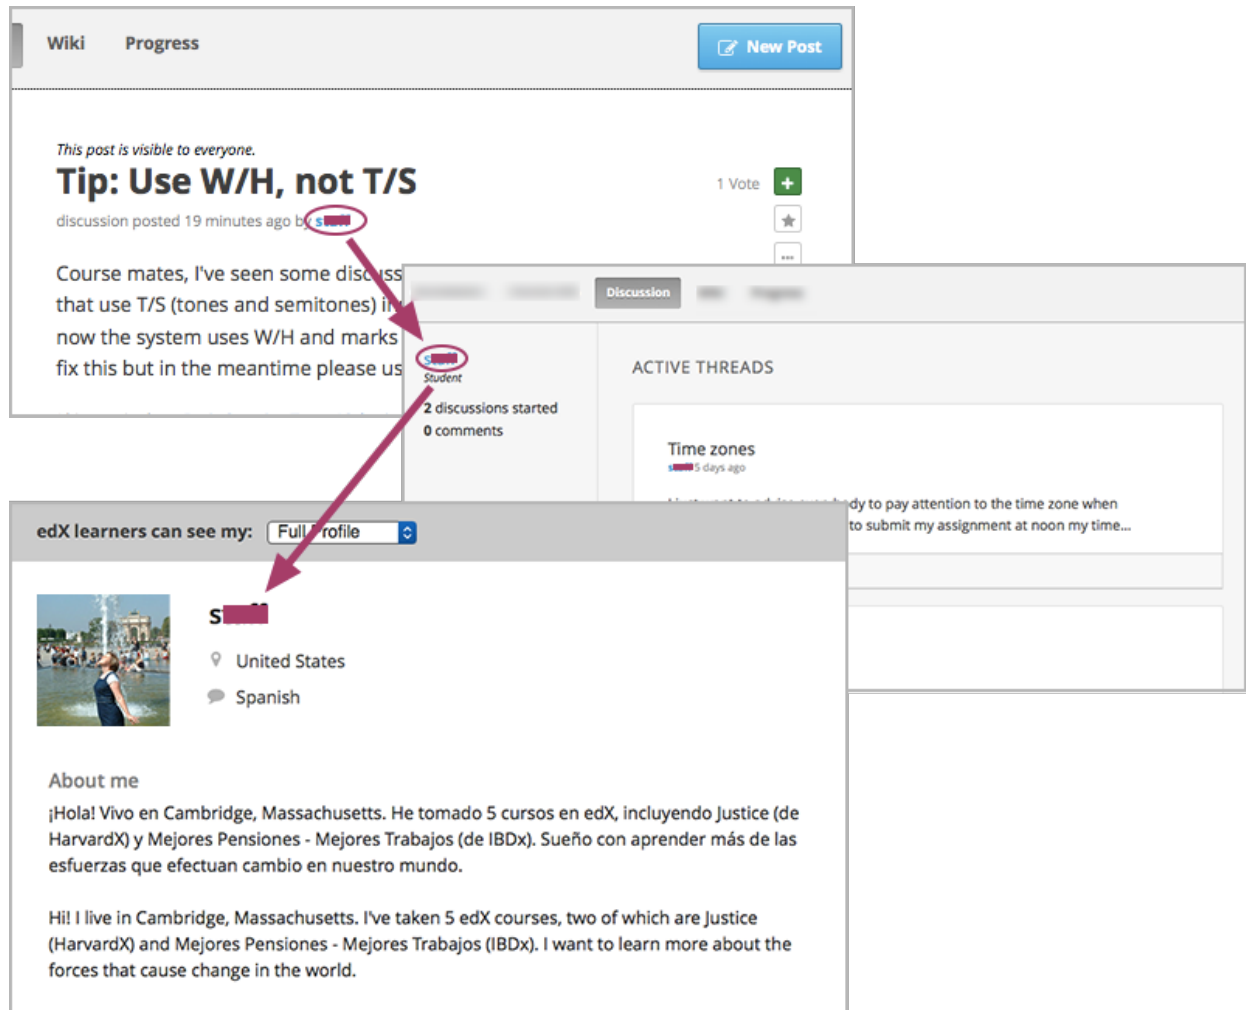 Wiki Progress
New Post
This post is visible to everyone.
Tip: Use W/H, not T/S
1 Vote
discussion posted 19 minutes ago by
Course mates, I've seen some discuss
that use T/S (tones and semitones)
now the system uses W/H and marks
fix this but in the meantime please us
Discussion
Student
2 discussions started
0 comments
ACTIVE THREADS
Time zones
5 days ago
dy to pay attention to the time zone when
to submit my assignment at noon my time...
edX learners can see my: Full Profile
United States
Spanish
About me
¡Hola! Vivo en Cambridge, Massachusetts. He tomado 5 cursos en edX, incluyendo Justice (de
HarvardX) y Mejores Pensiones - Mejores Trabajos (de IBDx). Sueño con aprender más de las
esfuerzas que efectuan cambio en nuestro mundo.
Hi! I live in Cambridge, Massachusetts. I've taken 5 edX courses, two of which are Justice
(HarvardX) and Mejores Pensiones - Mejores Trabajos (IBDx). I want to learn more about the
forces that cause change in the world.